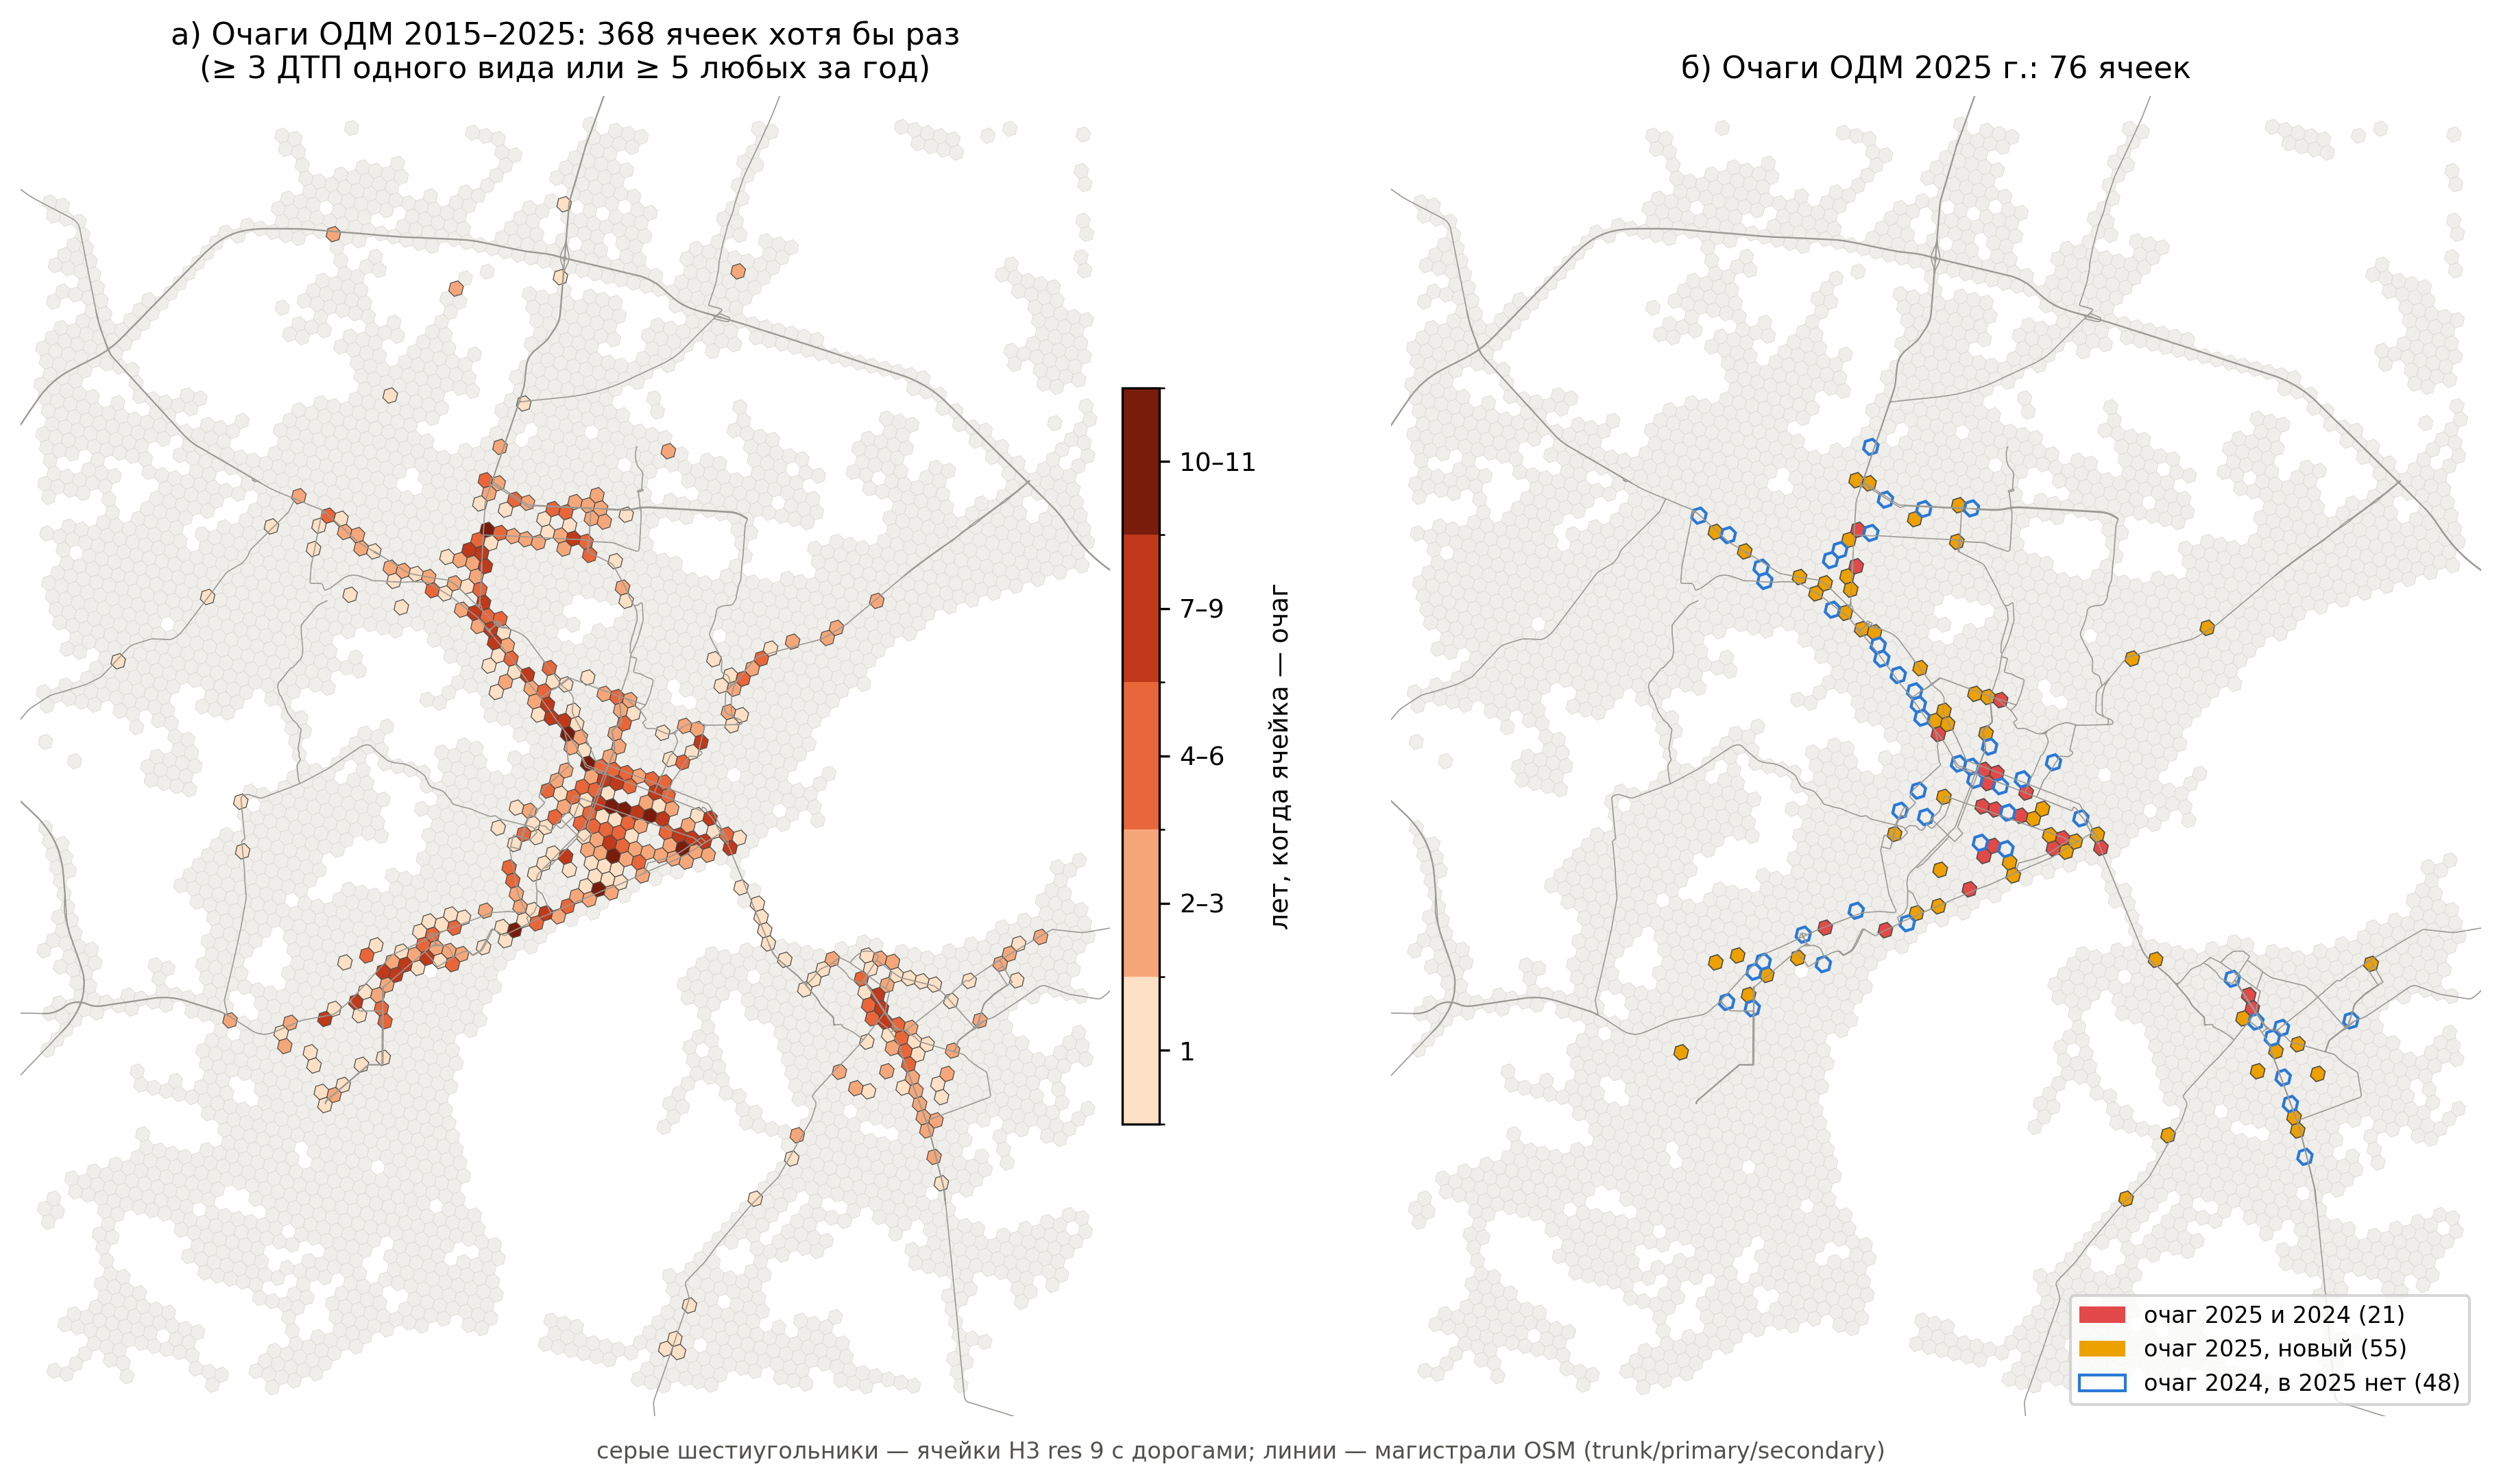 а) Очаги ОДМ 2015–2025: 368 ячеек хотя бы раз
(≥ 3 ДТП одного вида или ≥ 5 любых за год)
10–11
7–9
4–6
2–3
1
лет, когда ячейка — очаг
б) Очаги ОДМ 2025 г.: 76 ячеек
очаг 2025 и 2024 (21)
очаг 2025, новый (55)
очаг 2024, в 2025 нет (48)
серые шестиугольники — ячейки H3 res 9 с дорогами; линии — магистрали OSM (trunk/primary/secondary)